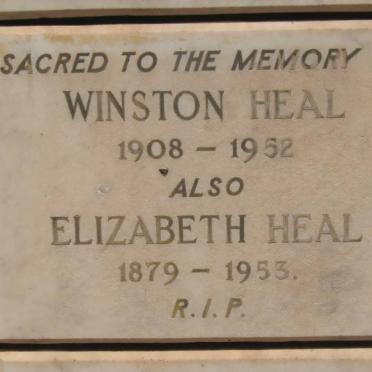 SACRED TO THE MEMORY
WINSTON HEAL
1908 – 1952
ALSO
ELIZABETH HEAL
1879 – 1953.
R.I.P.